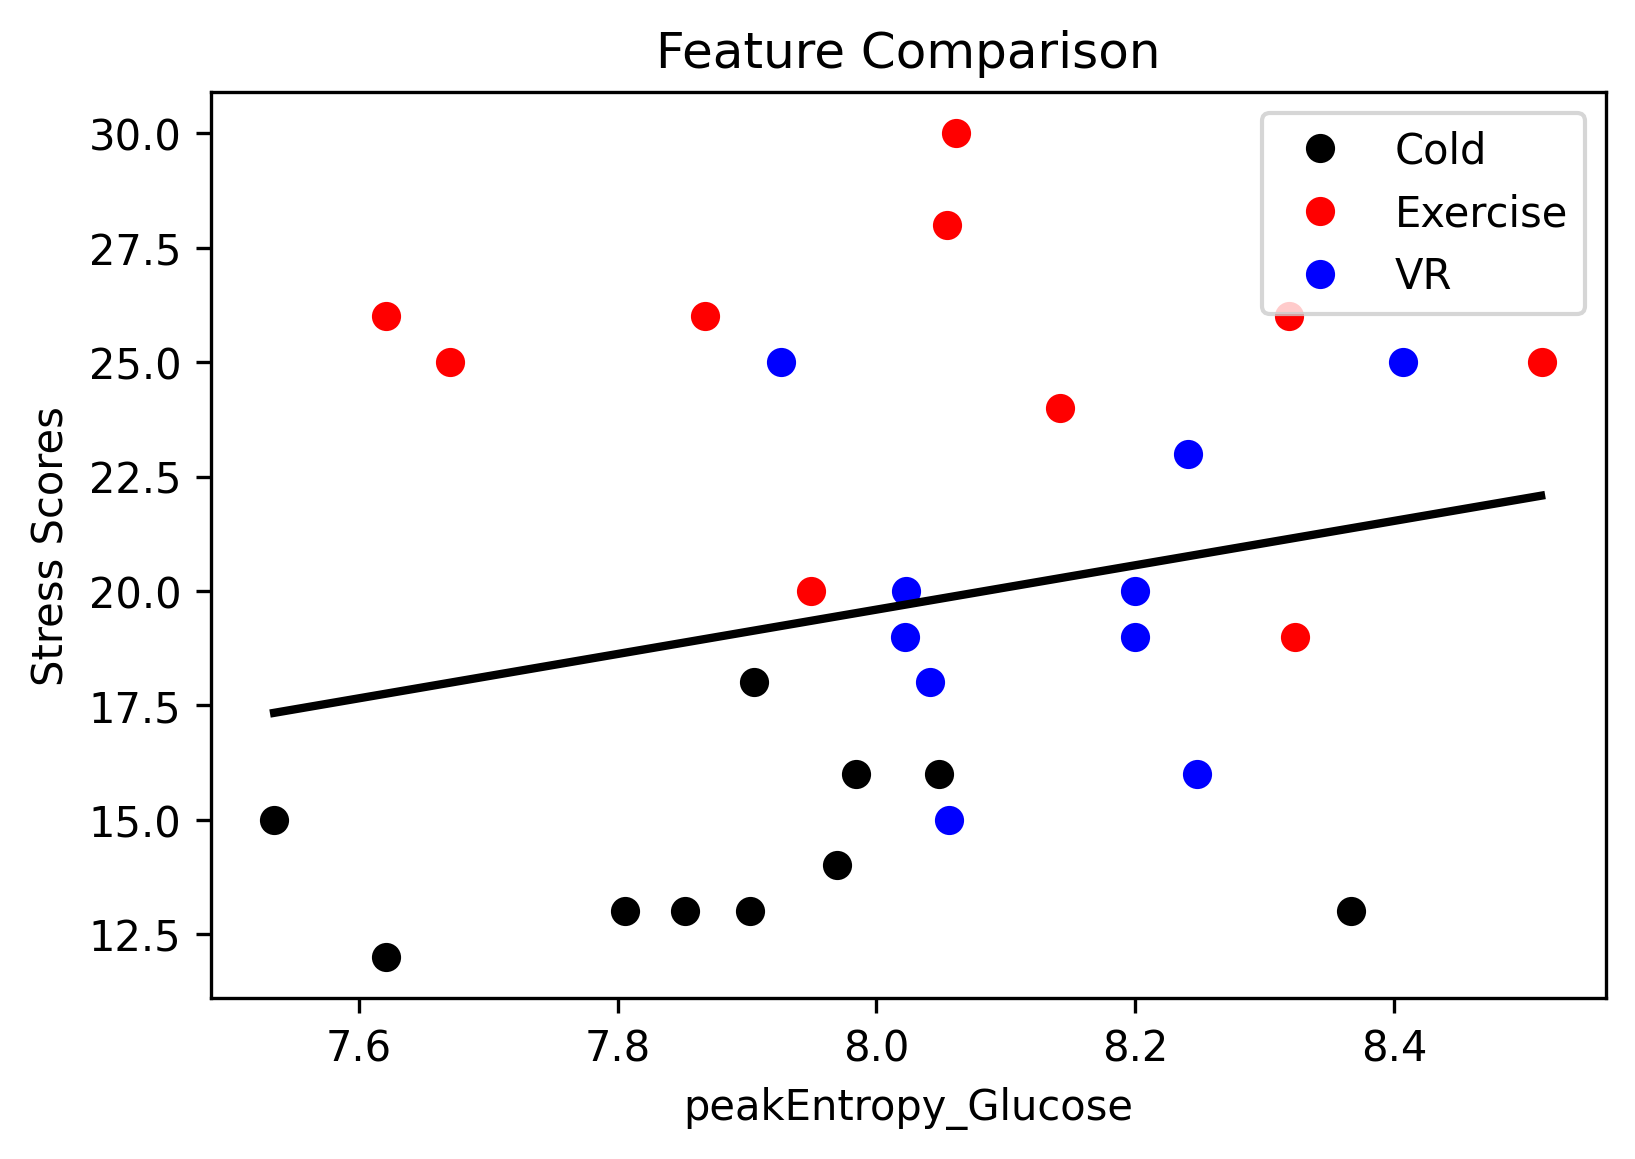 Feature Comparison
30.0
27.5
25.0
22.5
20.0
17.5
15.0
12.5
Stress Scores
Cold
Exercise
VR
7.6 7.8 8.0 8.2 8.4
peakEntropy_Glucose